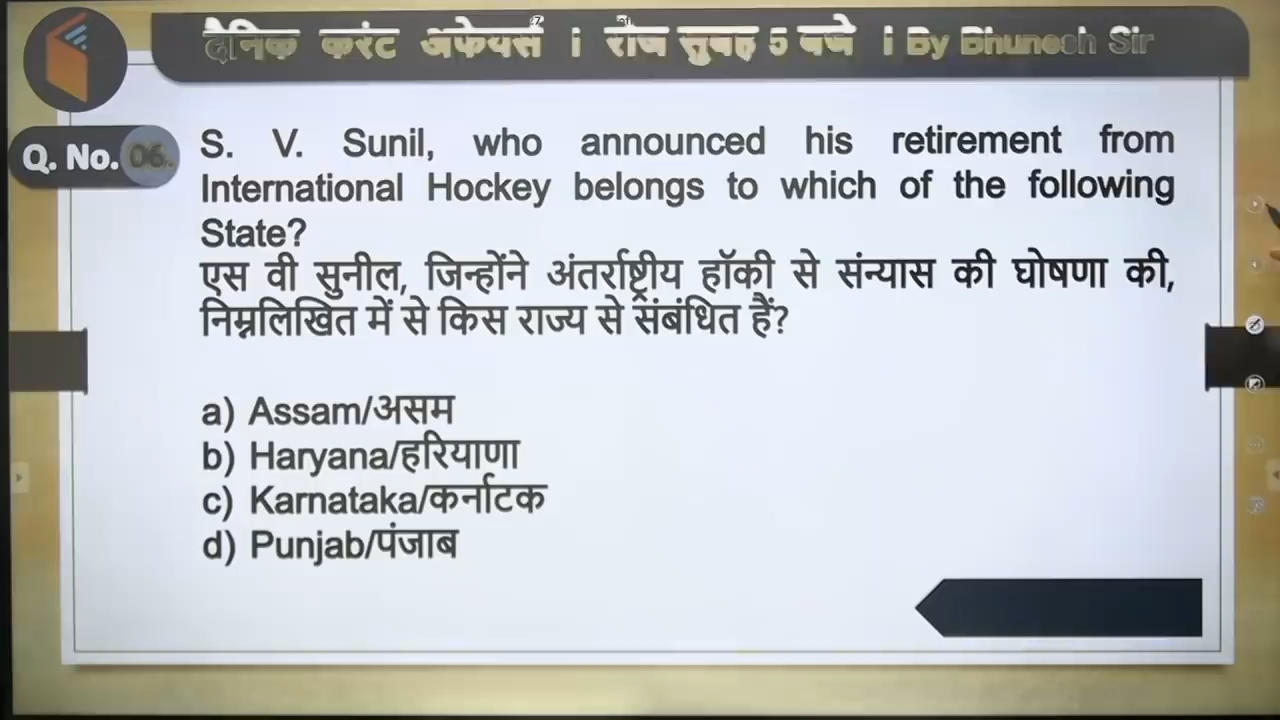 दैनिक करंट अफेयर्स । रोज सुबह 5 बजे । By Bhunesh Sir
Q. No. 06.
S. V. Sunil, who announced his retirement from
International Hockey belongs to which of the following
State?
एस वी सुनील, जिन्होंने अंतर्राष्ट्रीय हॉकी से संन्यास की घोषणा की,
निम्नलिखित में से किस राज्य से संबंधित हैं?
a) Assam/असम
b) Haryana/हरियाणा
c) Karnataka/कर्नाटक
d) Punjab/पंजाब